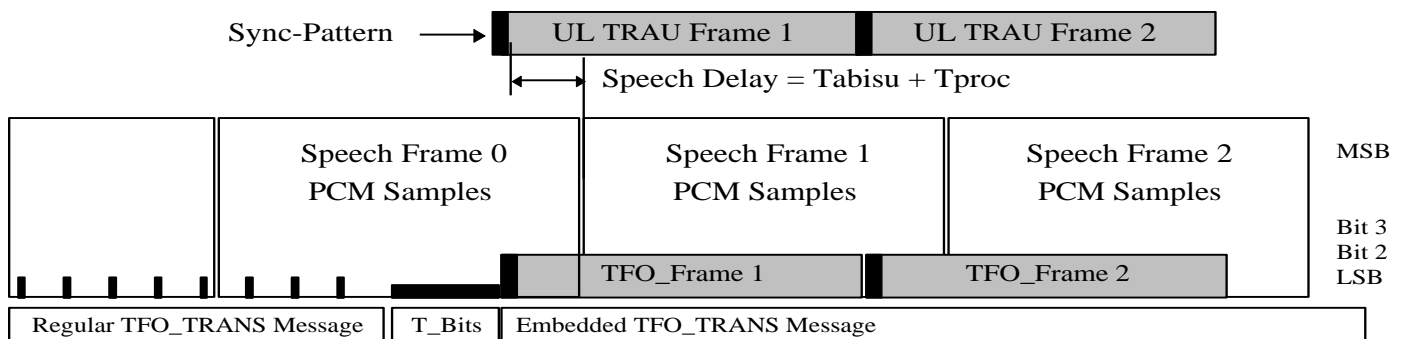 Sync-Pattern
UL TRAU Frame 1
UL TRAU Frame 2
Speech Delay = Tabisu + Tproc
Speech Frame 0
PCM Samples
Speech Frame 1
PCM Samples
Speech Frame 2
PCM Samples
MSB
Bit 3
Bit 2
LSB
TFO_Frame 1
TFO_Frame 2
Regular TFO_TRANS Message
T_Bits
Embedded TFO_TRANS Message